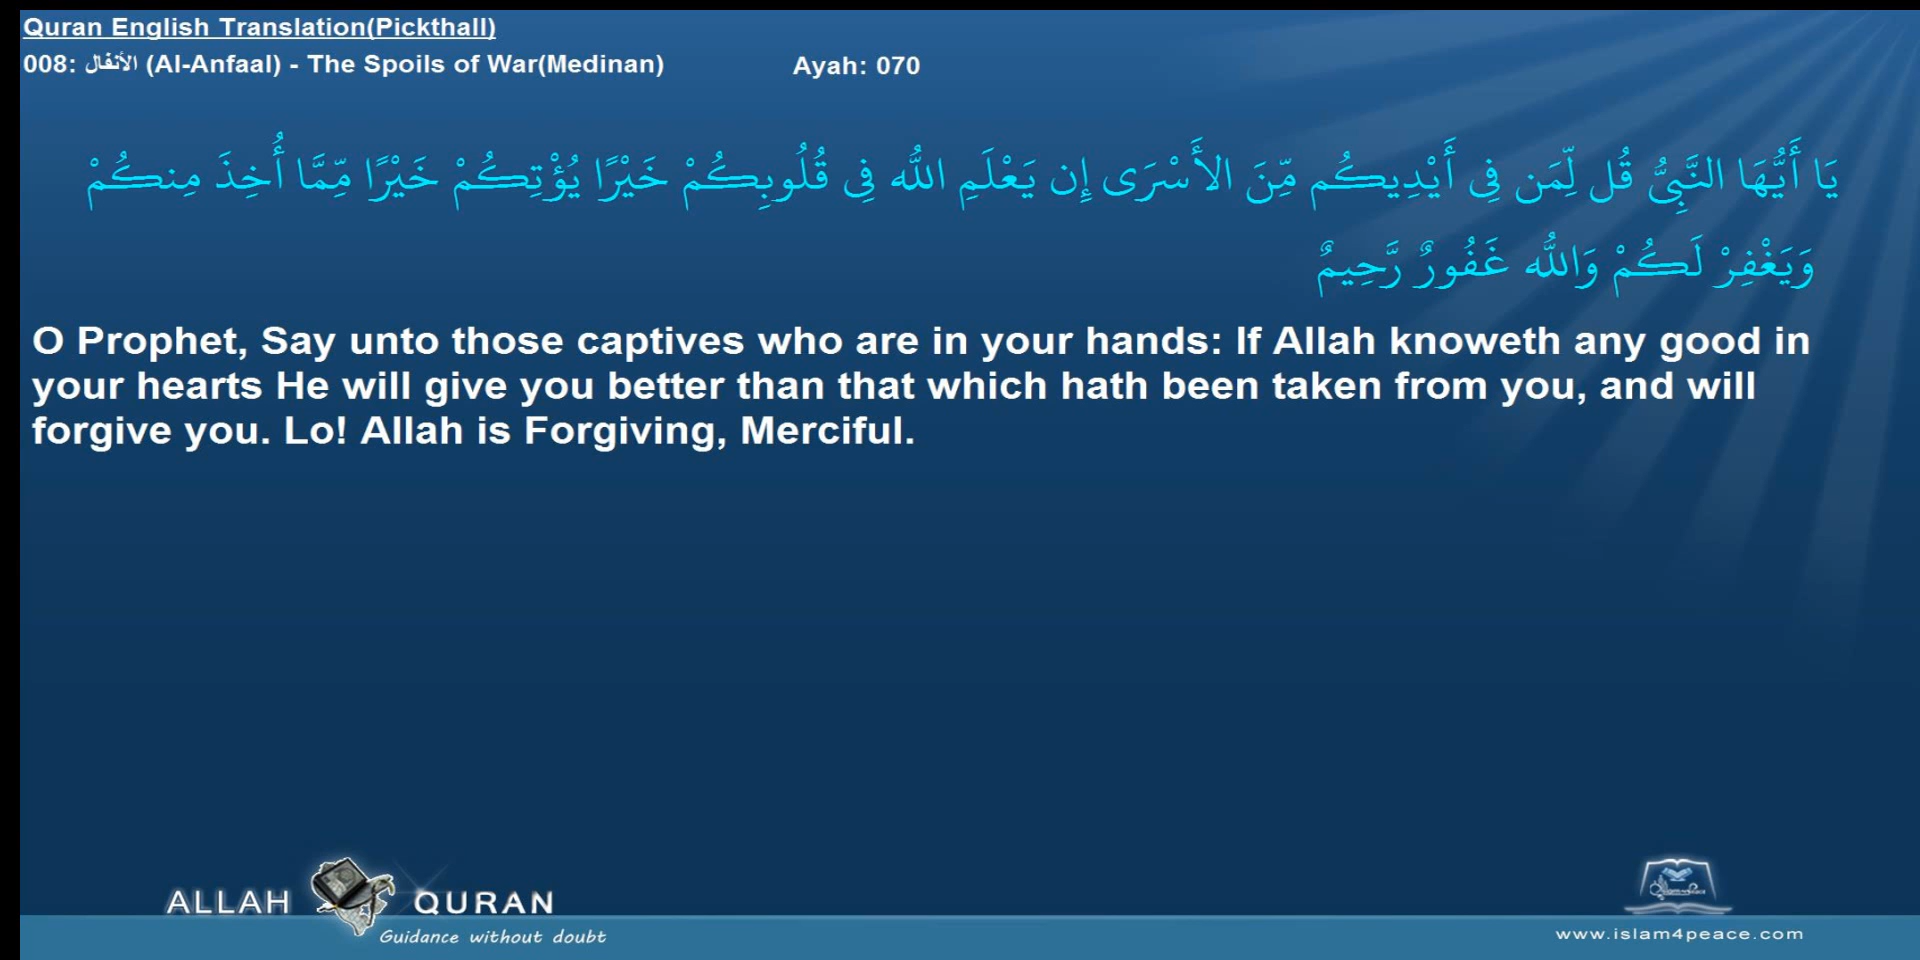 Quran English Translation(Pickthall)
008: الأنفال (Al-Anfaal) - The Spoils of War(Medinan) Ayah: 070
يَا أَيُّهَا النَّبِيُّ قُل لِّمَن فِي أَيْدِيكُم مِّنَ الأَسْرَى إِن يَعْلَمِ اللّهُ فِي قُلُوبِكُمْ خَيْرًا يُؤْتِكُمْ خَيْرًا مِّمَّا أُخِذَ مِنكُمْ
وَيَغْفِرْ لَكُمْ وَاللّهُ غَفُورٌ رَّحِيمٌ
O Prophet, Say unto those captives who are in your hands: If Allah knoweth any good in
your hearts He will give you better than that which hath been taken from you, and will
forgive you. Lo! Allah is Forgiving, Merciful.
ALLAH QURAN
Guidance without doubt
www.islam4peace.com